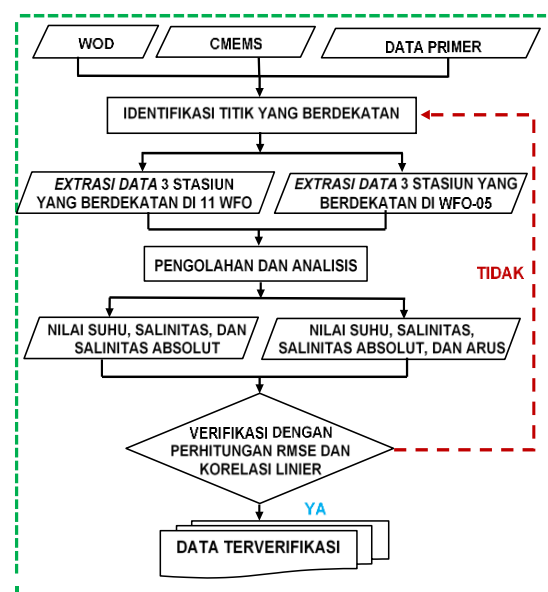 WOD
CMEMS
DATA PRIMER
IDENTIFIKASI TITIK YANG BERDEKATAN
EXTRASI DATA 3 STASIUN
YANG BERDEKATAN DI 11 WFO
EXTRASI DATA 3 STASIUN YANG
BERDEKATAN DI WFO-05
PENGOLAHAN DAN ANALISIS
TIDAK
NILAI SUHU, SALINITAS, DAN
SALINITAS ABSOLUT
NILAI SUHU, SALINITAS,
SALINITAS ABSOLUT, DAN ARUS
VERIFIKASI DENGAN
PERHITUNGAN RMSE DAN
KORELASI LINIER
YA
DATA TERVERIFIKASI